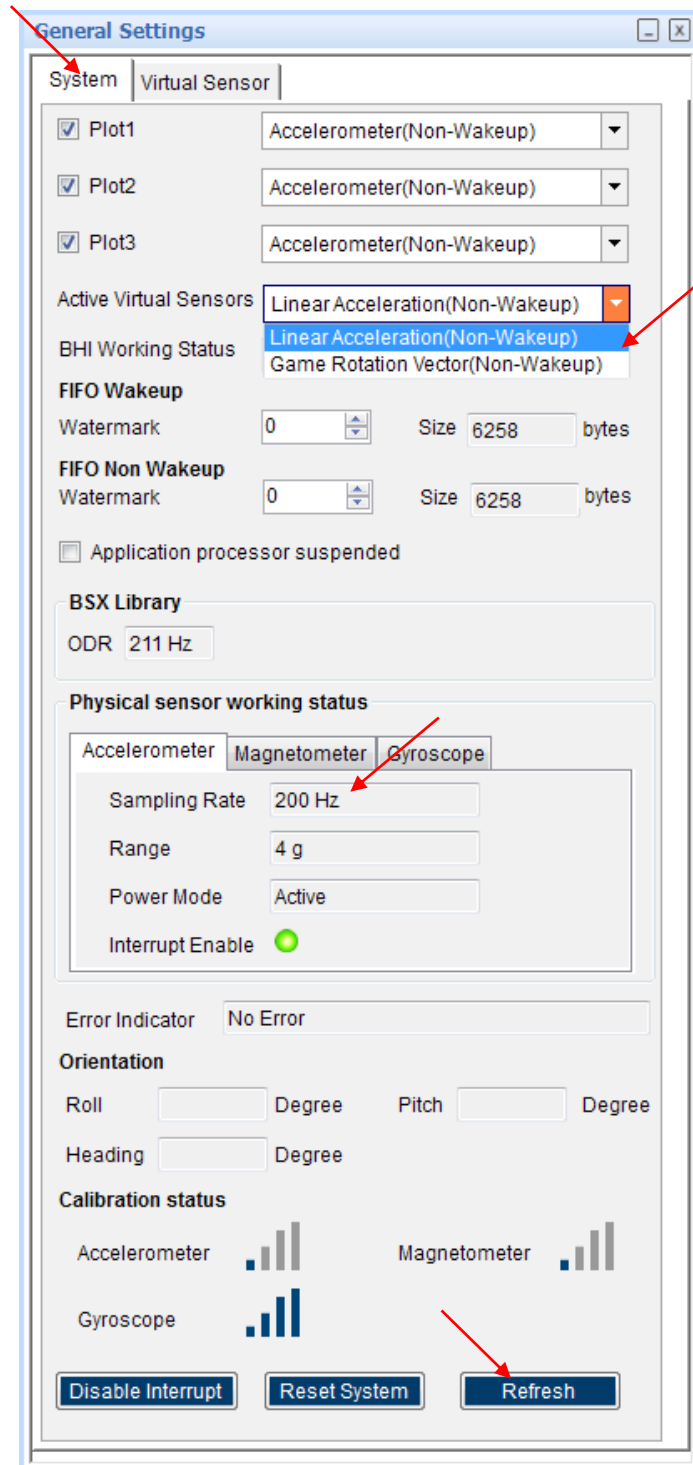 General Settings
System Virtual Sensor
Plot1 Accelerometer(Non-Wakeup)
Plot2 Accelerometer(Non-Wakeup)
Plot3 Accelerometer(Non-Wakeup)
Active Virtual Sensors Linear Acceleration(Non-Wakeup)
Linear Acceleration(Non-Wakeup)
BHI Working Status
Game Rotation Vector(Non-Wakeup)
FIFO Wakeup
Watermark 0 Size 6258 bytes
FIFO Non Wakeup
Watermark 0 Size 6258 bytes
Application processor suspended
BSX Library
ODR 211 Hz
Physical sensor working status
Accelerometer Magnetometer Gyroscope
Sampling Rate 200 Hz
Range 4 g
Power Mode Active
Interrupt Enable
Error Indicator No Error
Orientation
Roll Degree Pitch Degree
Heading Degree
Calibration status
Accelerometer Magnetometer
Gyroscope
Disable Interrupt Reset System Refresh